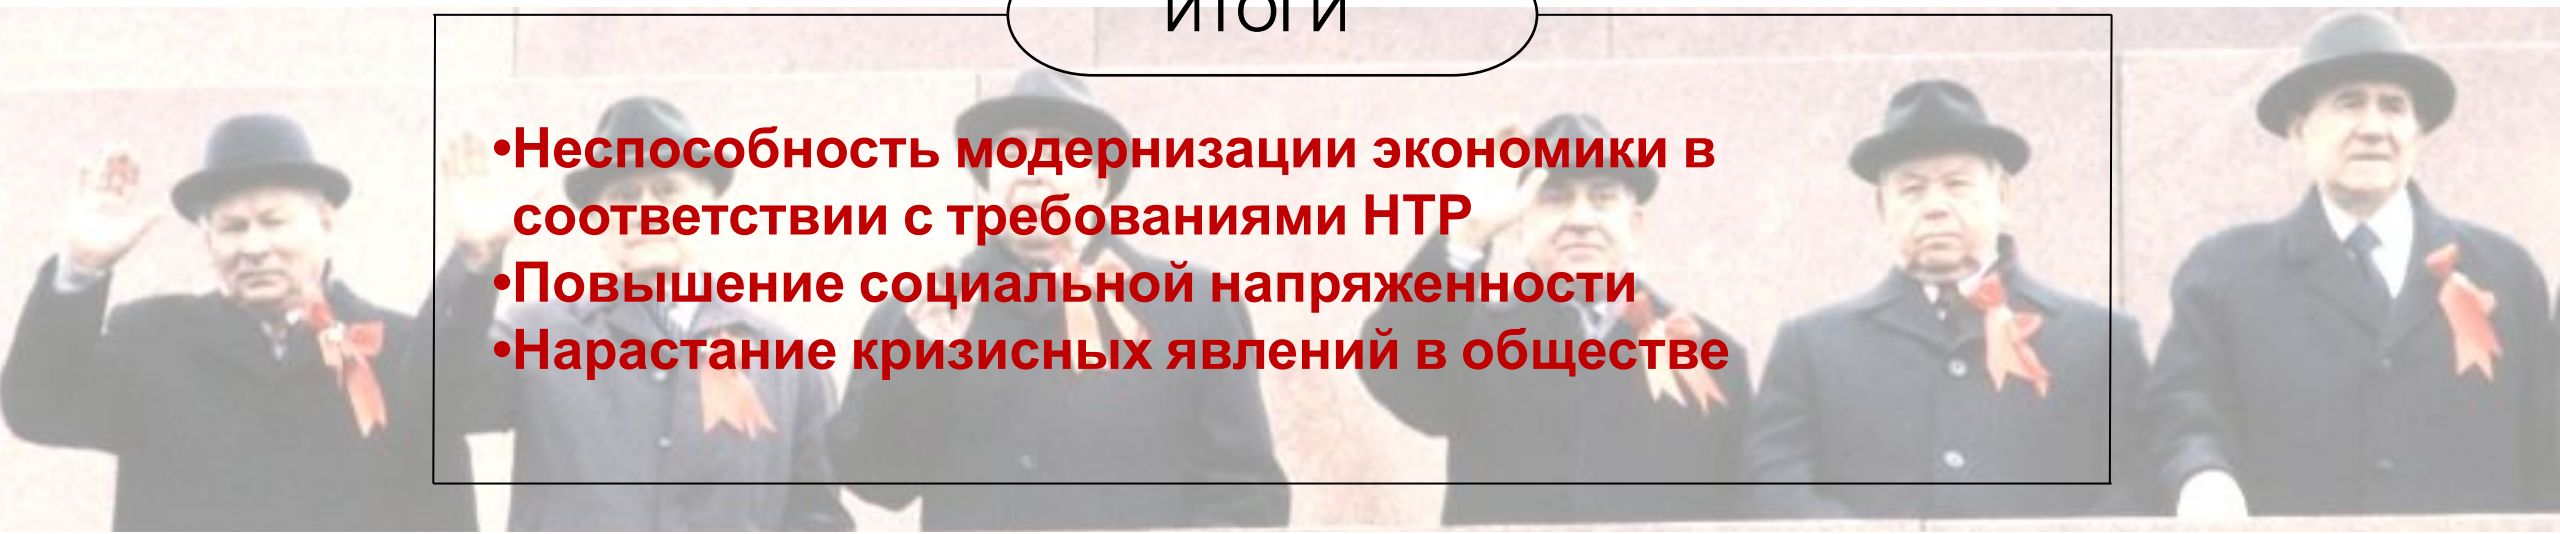 ИТОГИ
•Неспособность модернизации экономики в
соответствии с требованиями НТР
•Повышение социальной напряженности
•Нарастание кризисных явлений в обществе